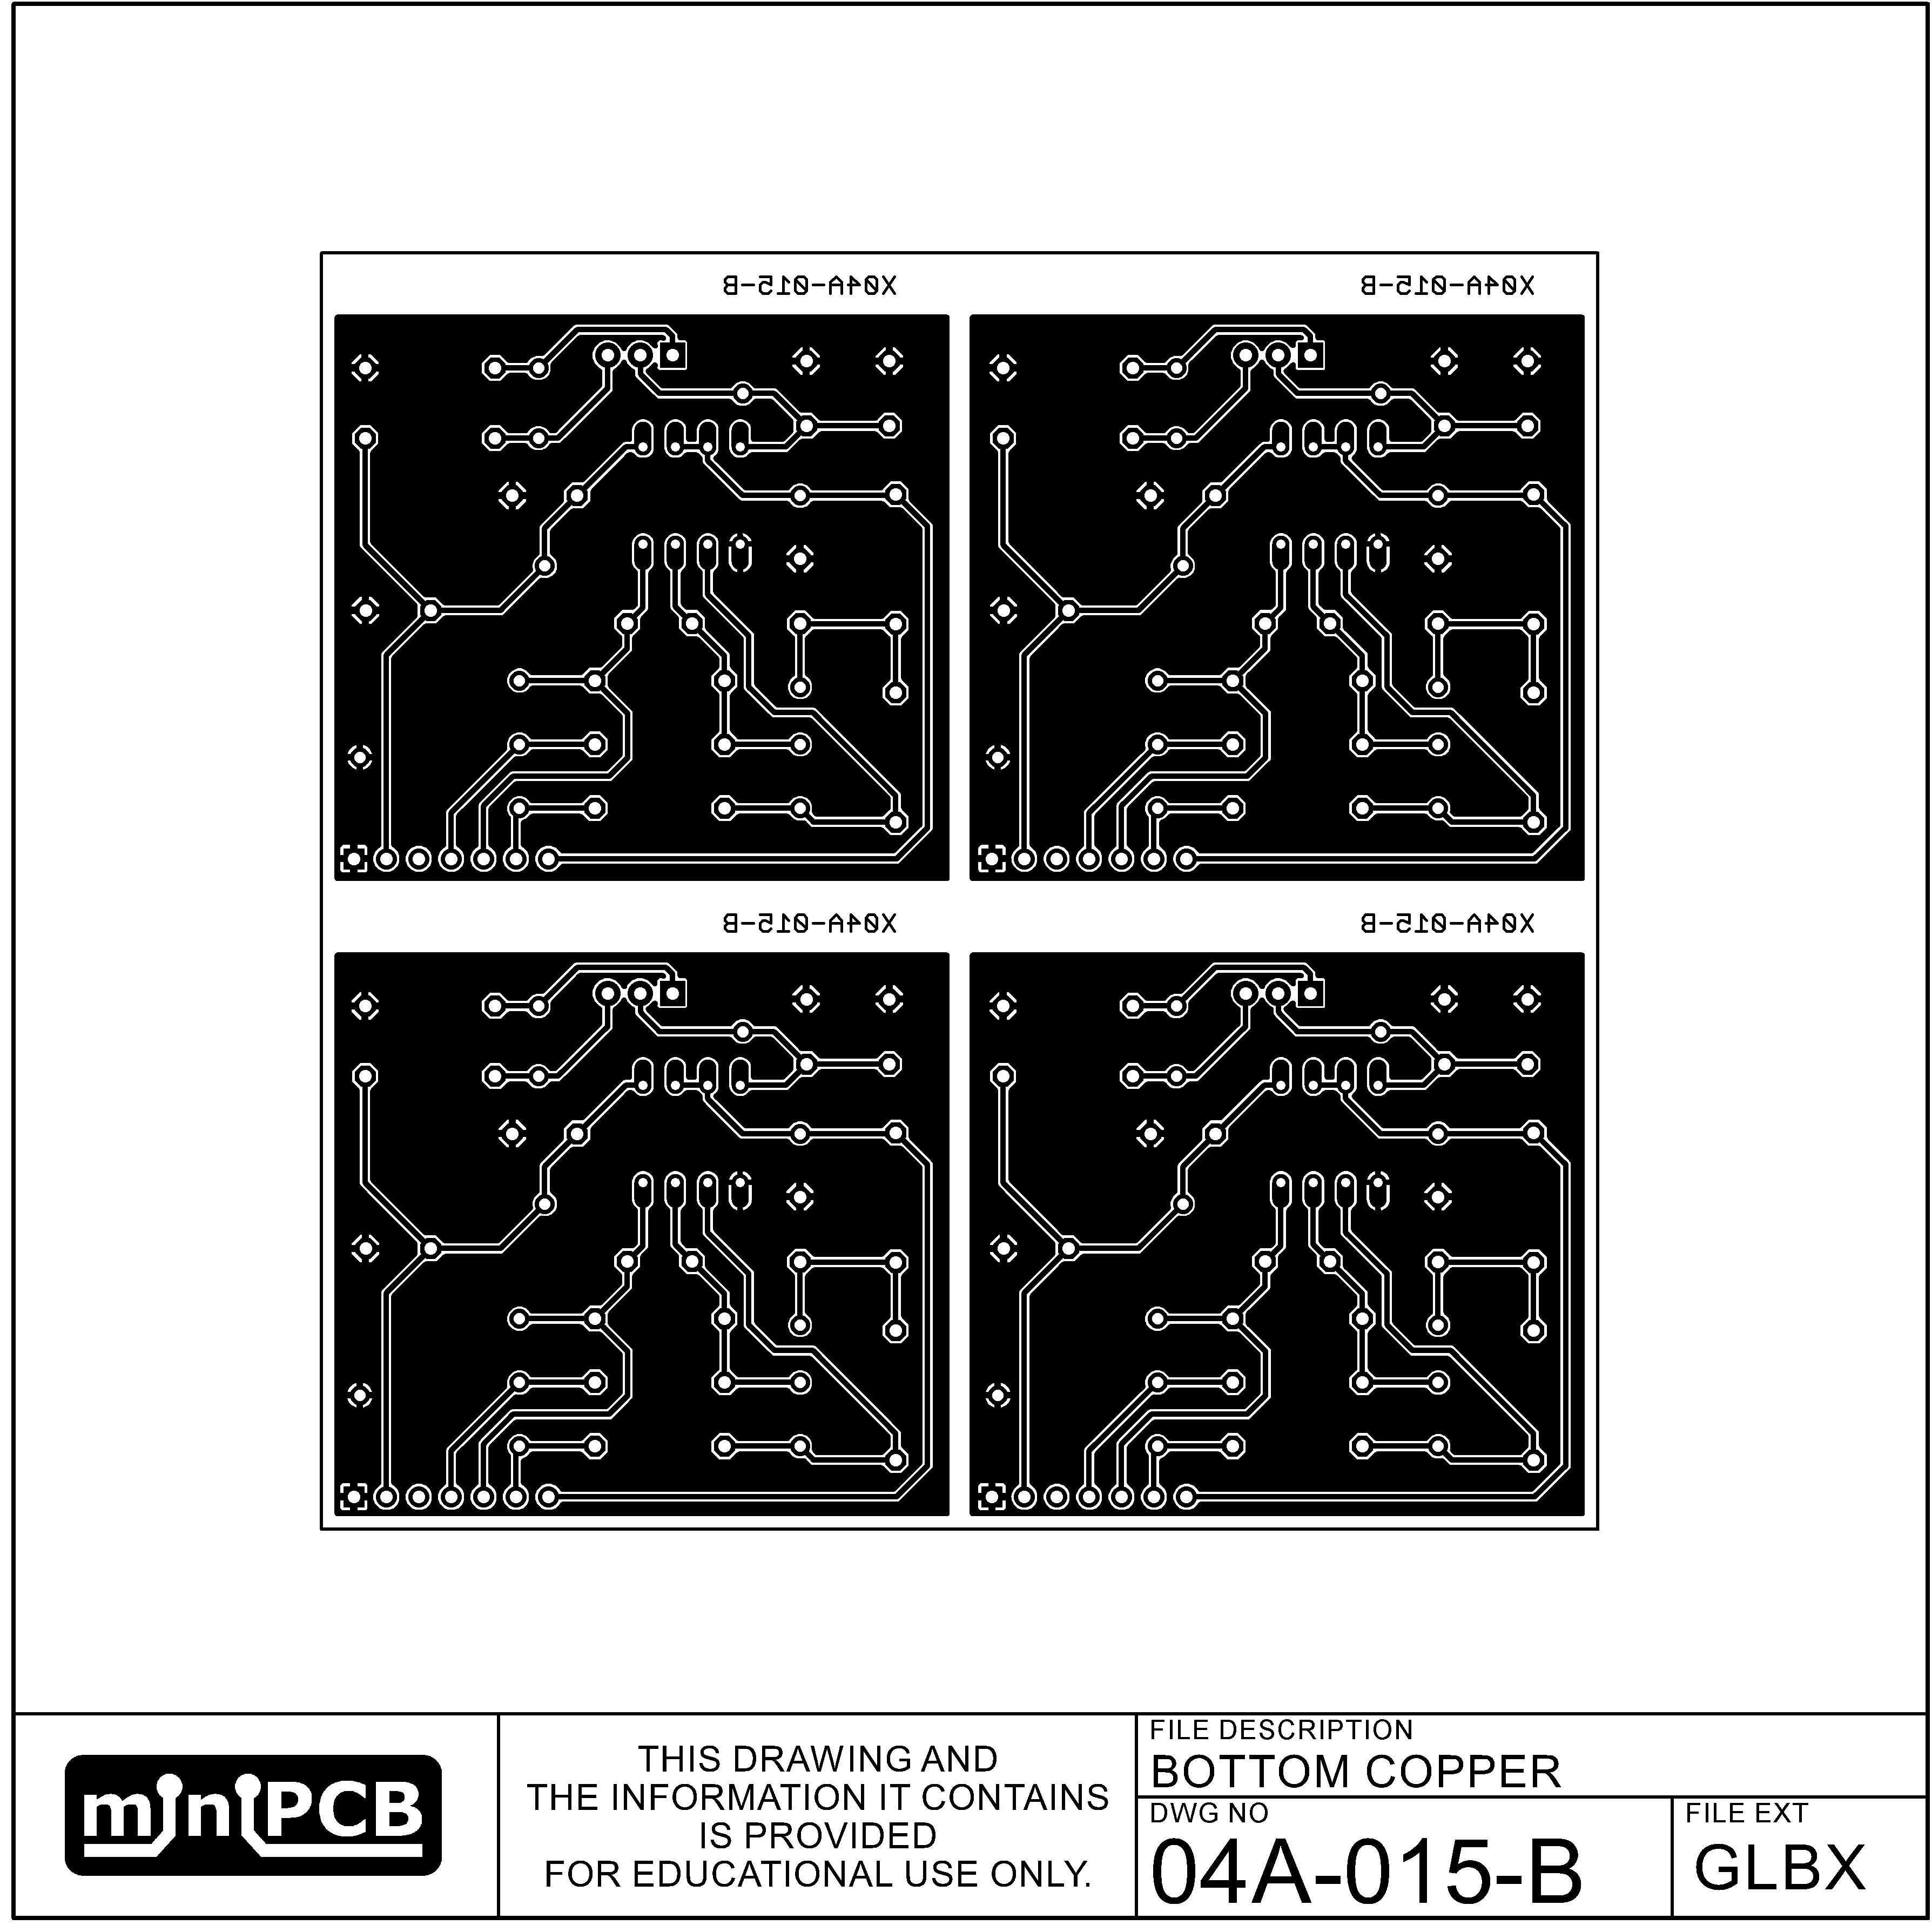 X04A-015-B X04A-015-B
X04A-015-B X04A-015-B
miniPCB
THIS DRAWING AND
THE INFORMATION IT CONTAINS
IS PROVIDED
FOR EDUCATIONAL USE ONLY.
FILE DESCRIPTION
BOTTOM COPPER
DWG NO
04A-015-B
FILE EXT
GLBX